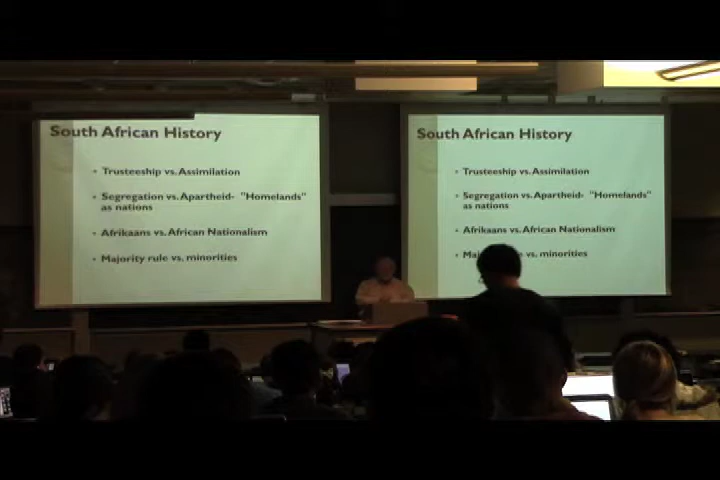 South African History
• Trusteeship vs. Assimilation
• Segregation vs. Apartheid- "Homelands"
as nations
• Afrikaans vs. African Nationalism
• Majority rule vs. minorities
South African History
• Trusteeship vs. Assimilation
• Segregation vs. Apartheid- "Homelands"
as nations
• Afrikaans vs. African Nationalism
• vs. minorities